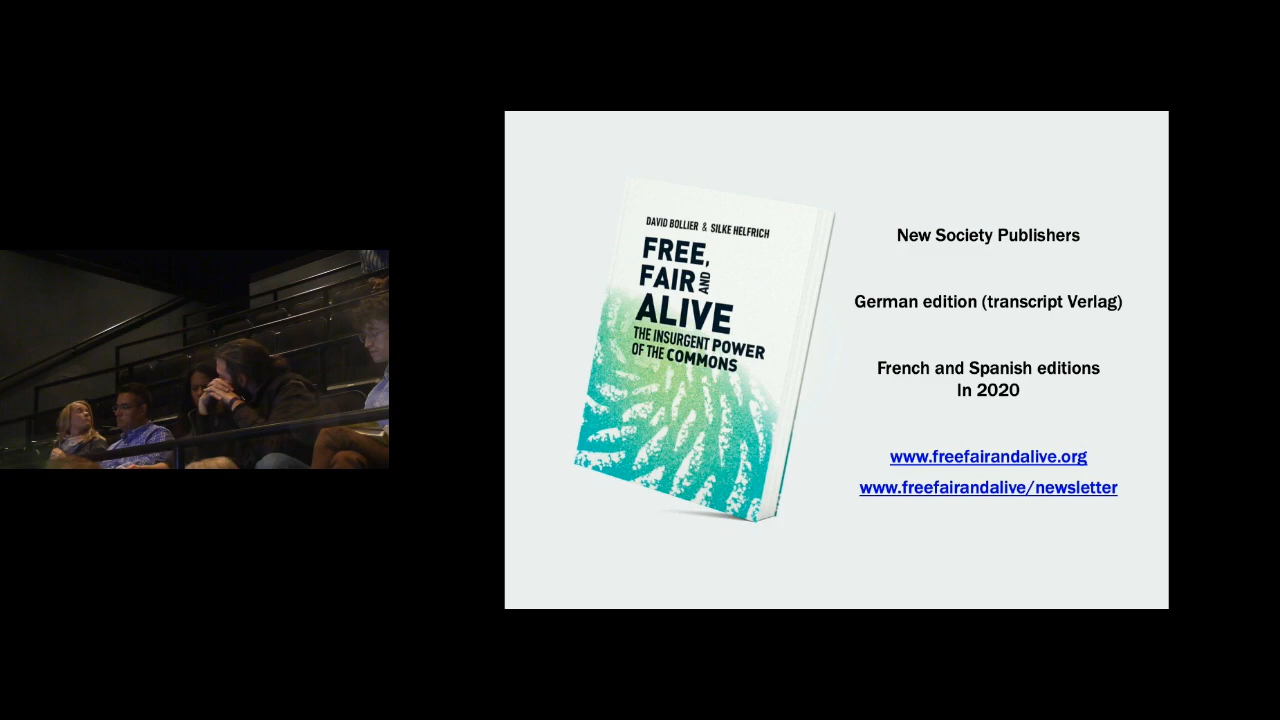 DAVID BOLLIER & SILKE HELFRICH
FREE,
FAIR AND
ALIVE
THE INSURGENT POWER
OF THE COMMONS
New Society Publishers
German edition (transcript Verlag)
French and Spanish editions
In 2020
www.freefairandalive.org
www.freefairandalive/newsletter